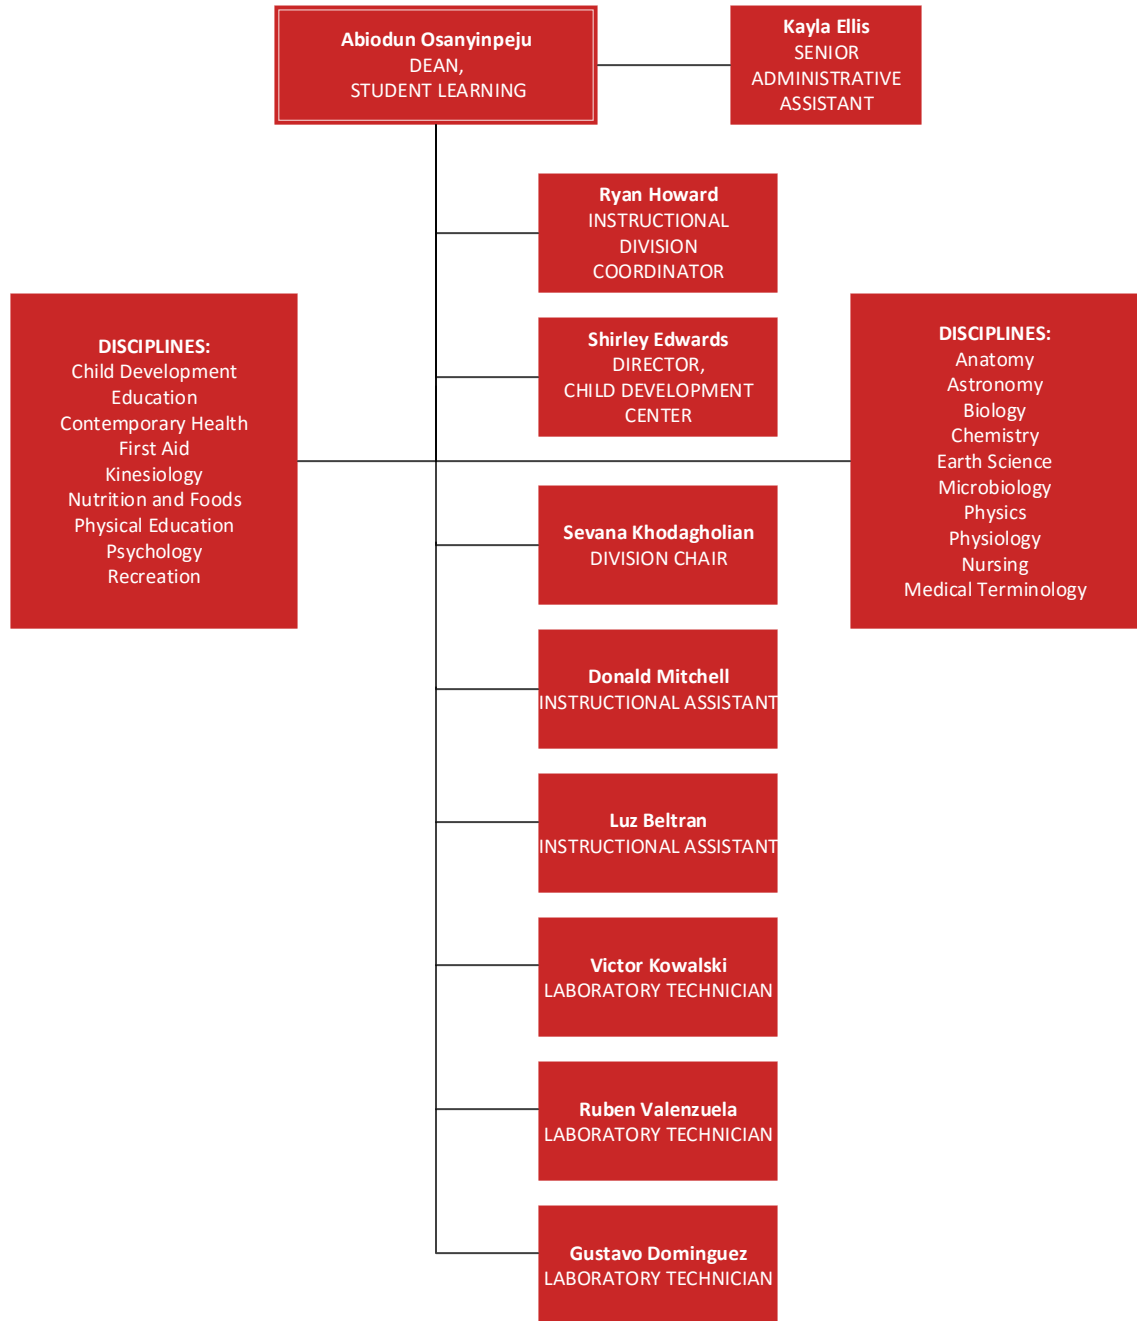 Abiodun Osanyinpeju
DEAN,
STUDENT LEARNING
Kayla Ellis
SENIOR
ADMINISTRATIVE
ASSISTANT
Ryan Howard
INSTRUCTIONAL
DIVISION
COORDINATOR
Shirley Edwards
DIRECTOR,
CHILD DEVELOPMENT
CENTER
DISCIPLINES:
Child Development
Education
Contemporary Health
First Aid
Kinesiology
Nutrition and Foods
Physical Education
Psychology
Recreation
DISCIPLINES:
Anatomy
Astronomy
Biology
Chemistry
Earth Science
Microbiology
Physics
Physiology
Nursing
Medical Terminology
Sevana Khodagholian
DIVISION CHAIR
Donald Mitchell
INSTRUCTIONAL ASSISTANT
Luz Beltran
INSTRUCTIONAL ASSISTANT
Victor Kowalski
LABORATORY TECHNICIAN
Ruben Valenzuela
LABORATORY TECHNICIAN
Gustavo Dominguez
LABORATORY TECHNICIAN